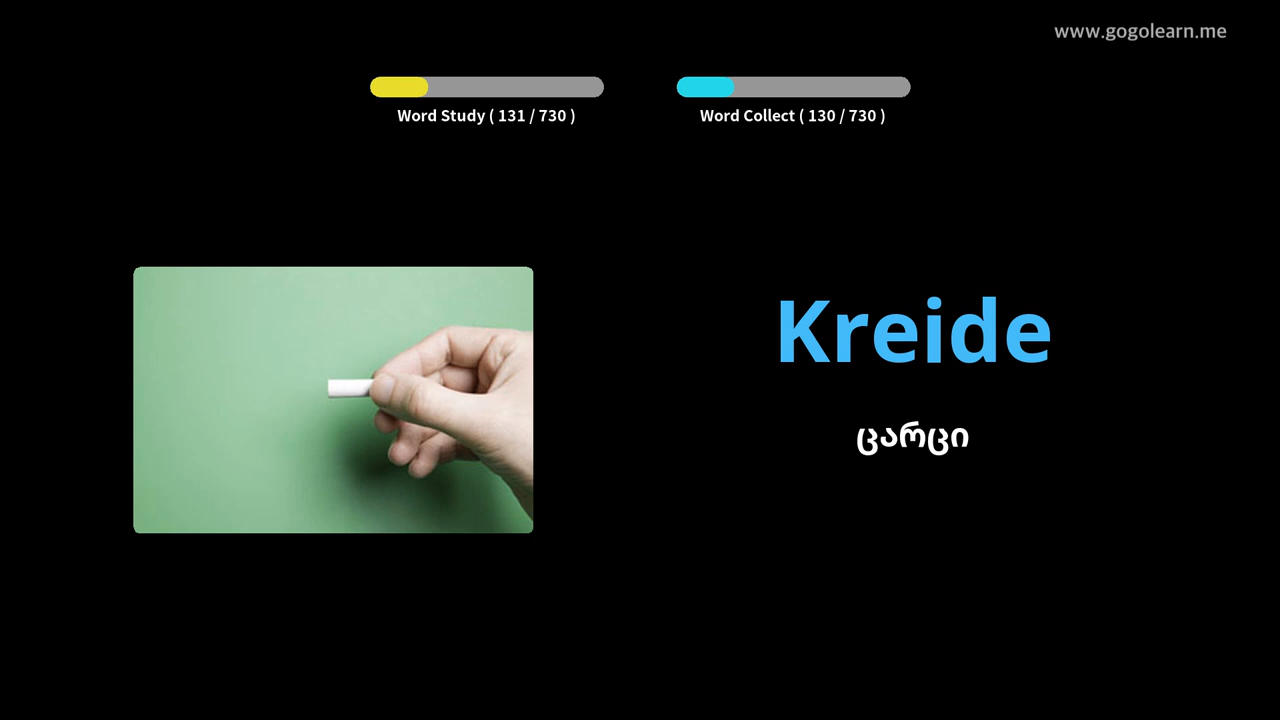 www.gogolearn.me
Word Study ( 131 / 730 )
Word Collect ( 130 / 730 )
Kreide
ცარცი